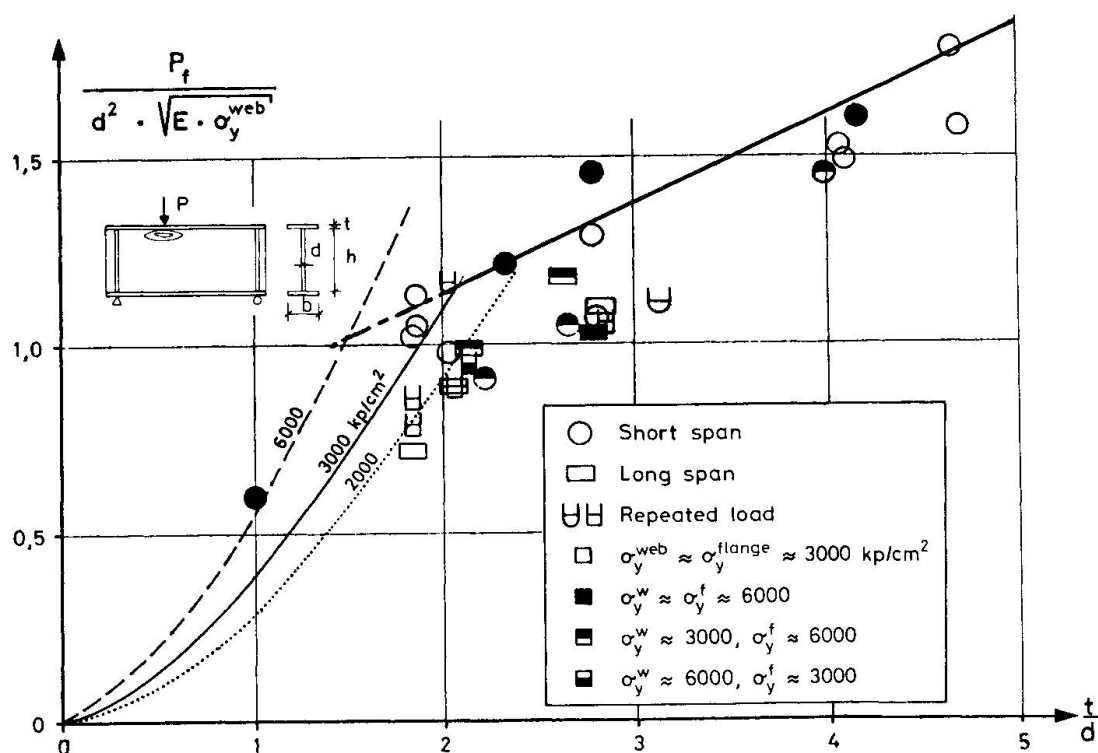 P_f
d² · √E · σ_y^web
1,5
1,0
0,5
0
0
1
2
3
4
5
t
d
P
t
d
h
b
6000
3000 kp/cm²
2000
Short span
Long span
Repeated load
σ_y^web ≈ σ_y^flange ≈ 3000 kp/cm²
σ_y^w ≈ σ_y^f ≈ 6000
σ_y^w ≈ 3000, σ_y^f ≈ 6000
σ_y^w ≈ 6000, σ_y^f ≈ 3000